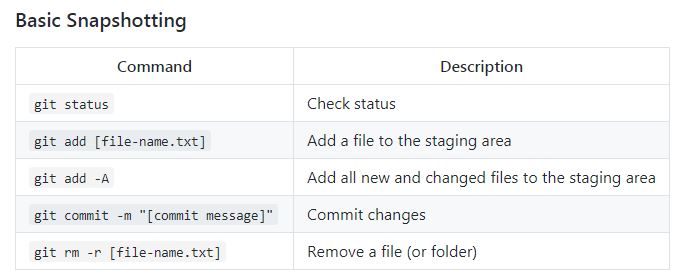 Basic Snapshotting
Command Description
git status Check status
git add [file-name.txt] Add a file to the staging area
git add -A Add all new and changed files to the staging area
git commit -m "[commit message]" Commit changes
git rm -r [file-name.txt] Remove a file (or folder)